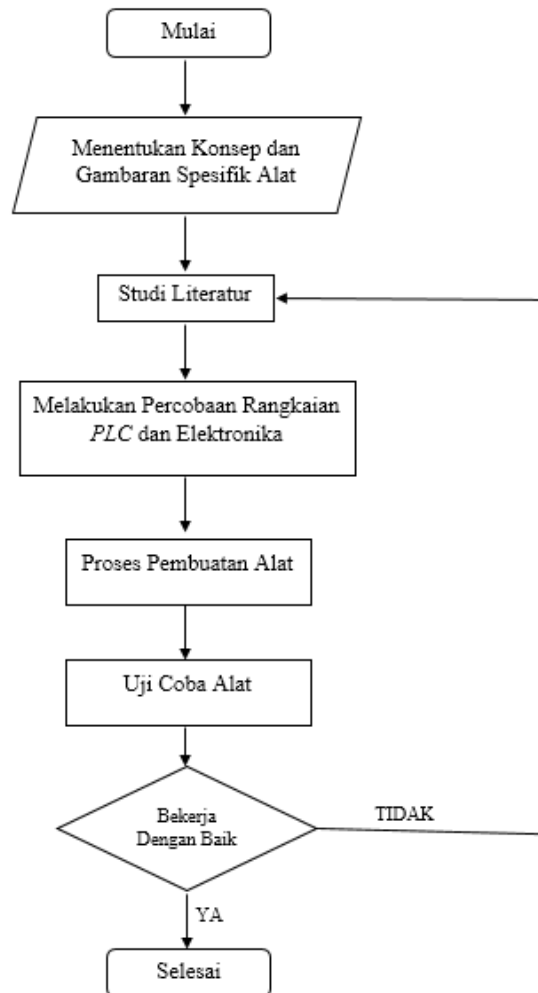 Mulai
Menentukan Konsep dan
Gambaran Spesifik Alat
Studi Literatur
Melakukan Percobaan Rangkaian
PLC dan Elektronika
Proses Pembuatan Alat
Uji Coba Alat
Bekerja
Dengan Baik
TIDAK
YA
Selesai